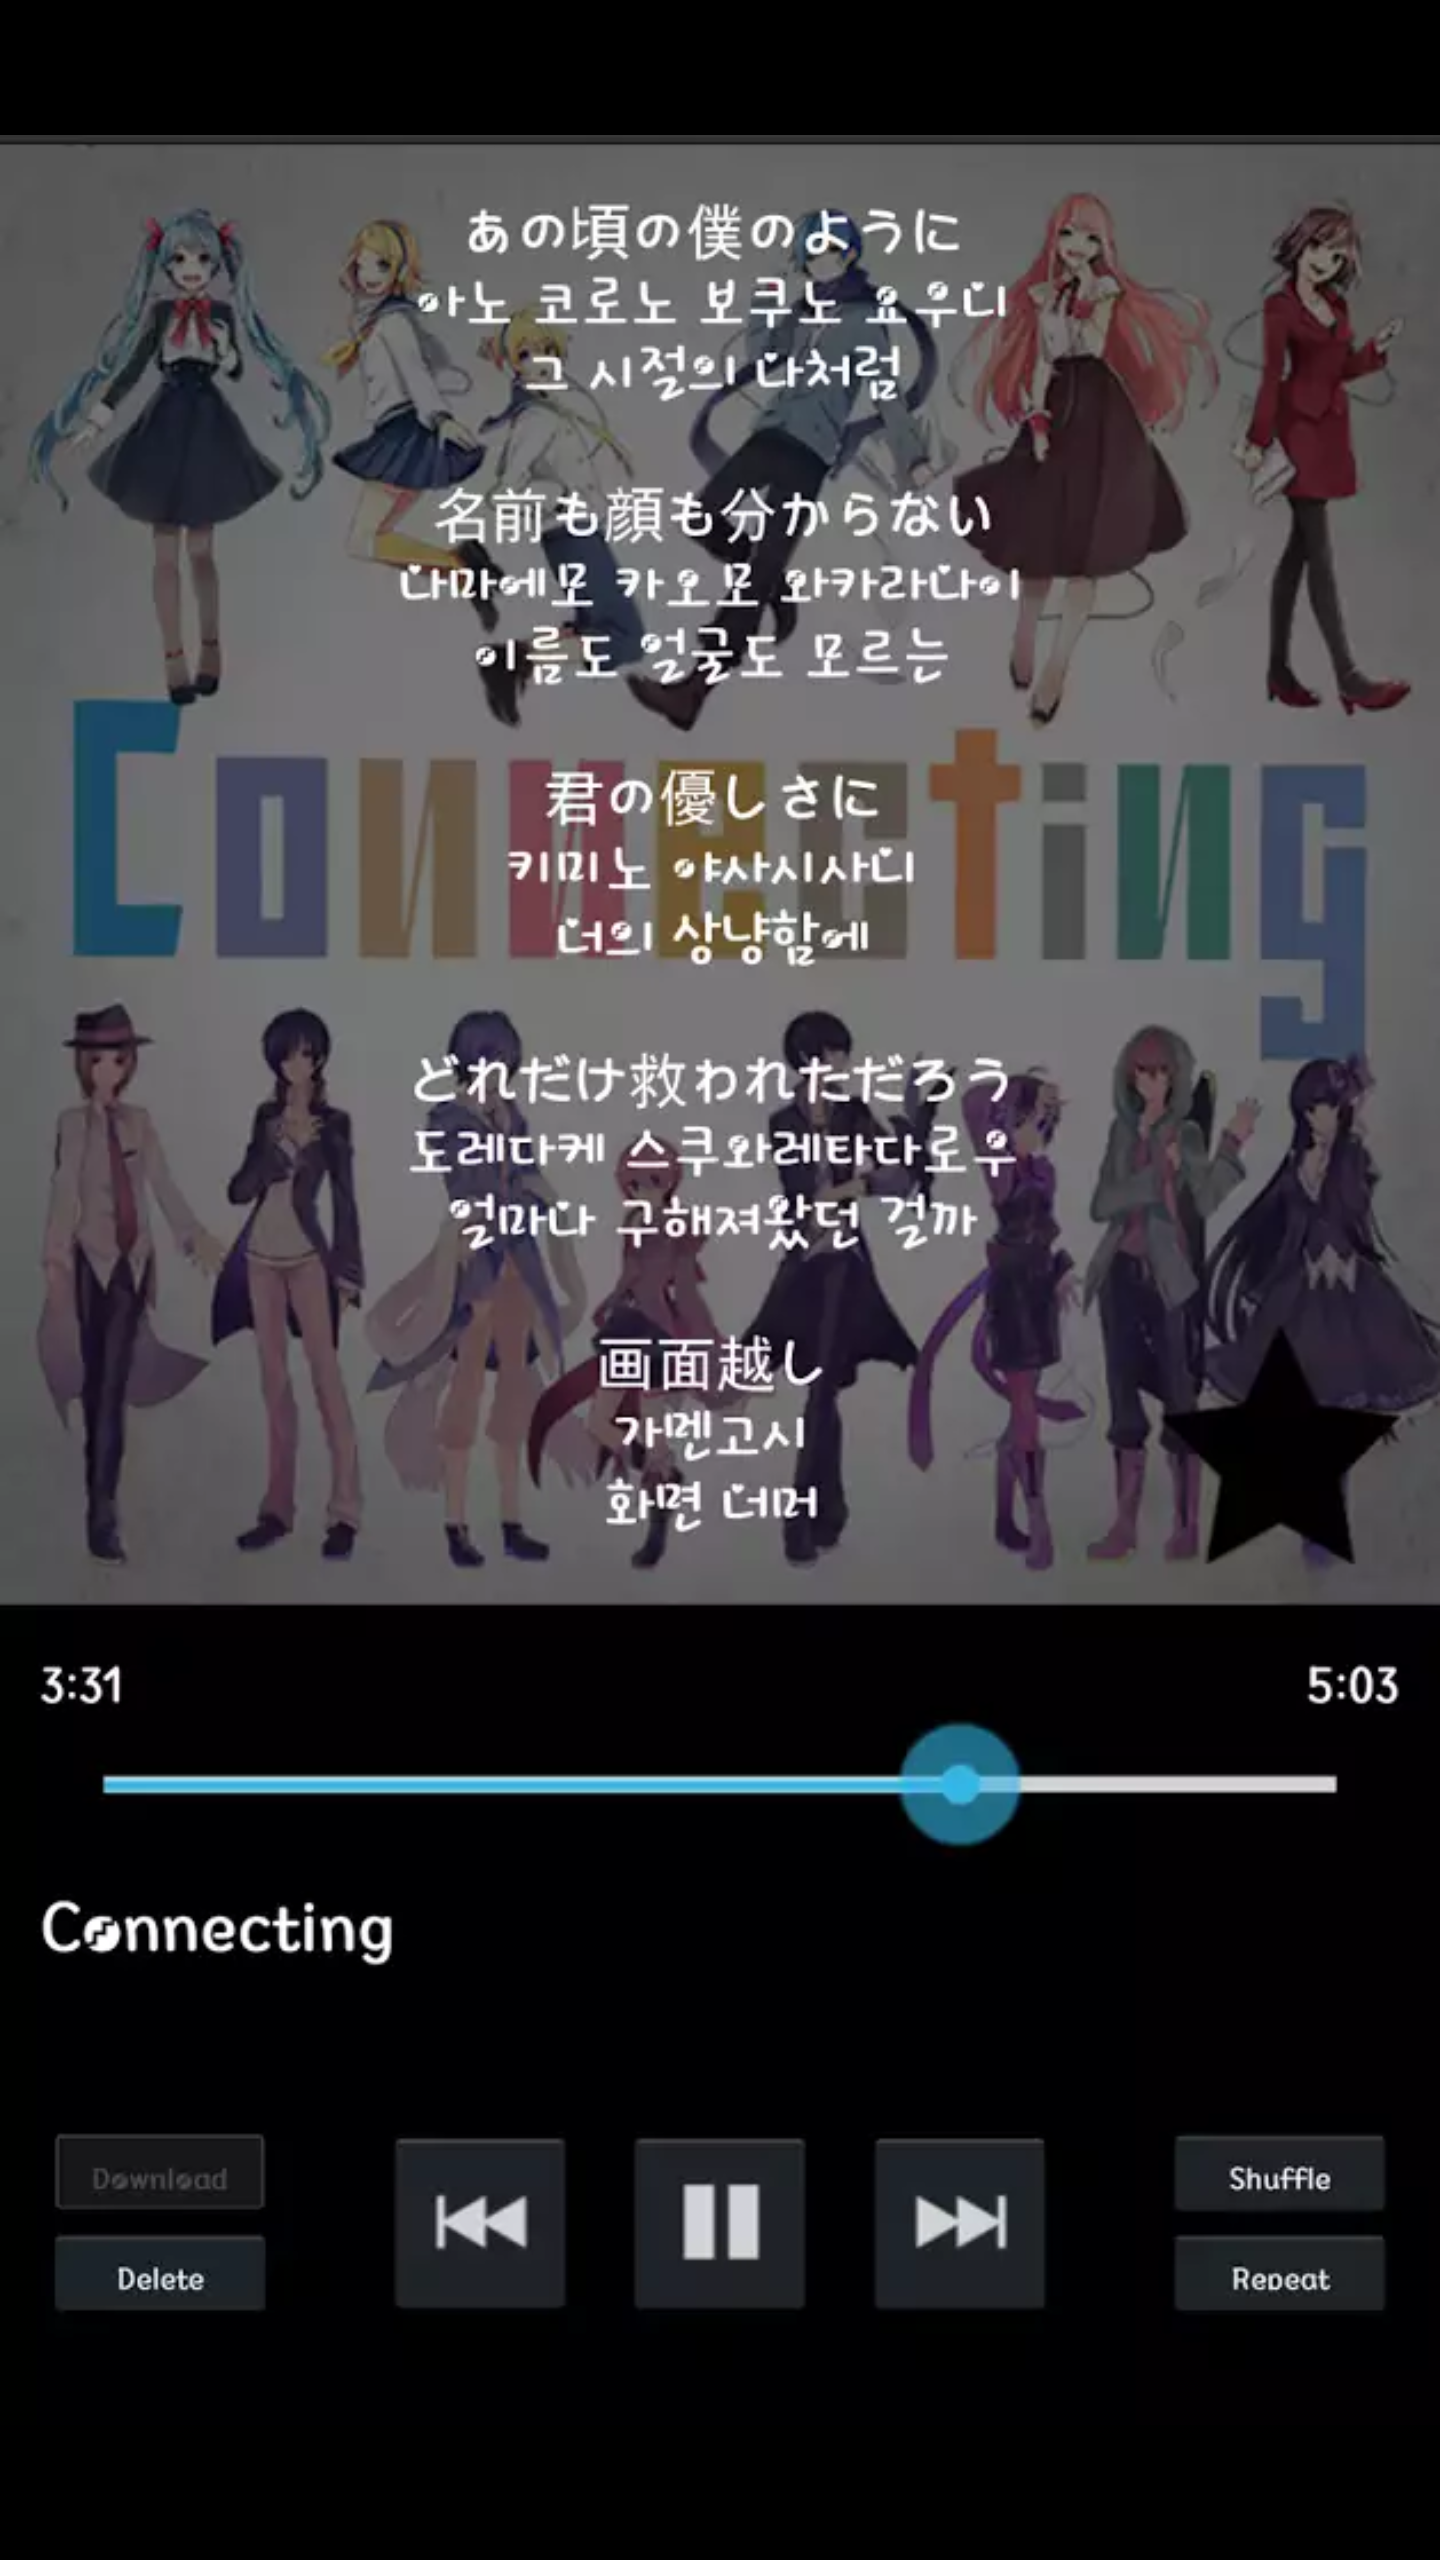 あの頃の僕のように
아노 코로노 보쿠노 요우니
그 시절의 나처럼
名前も顔も分からない
나마에모 카오모 와카라나이
이름도 얼굴도 모르는
Connecting
君の優しさに
키미노 야사시사니
너의 상냥함에
どれだけ救われただろう
도레다케 스쿠와레타다로우
얼마나 구해져왔던 걸까
画面越し
가멘고시
화면 너머
3:31
5:03
Connecting
Download
Shuffle
Delete
Repeat